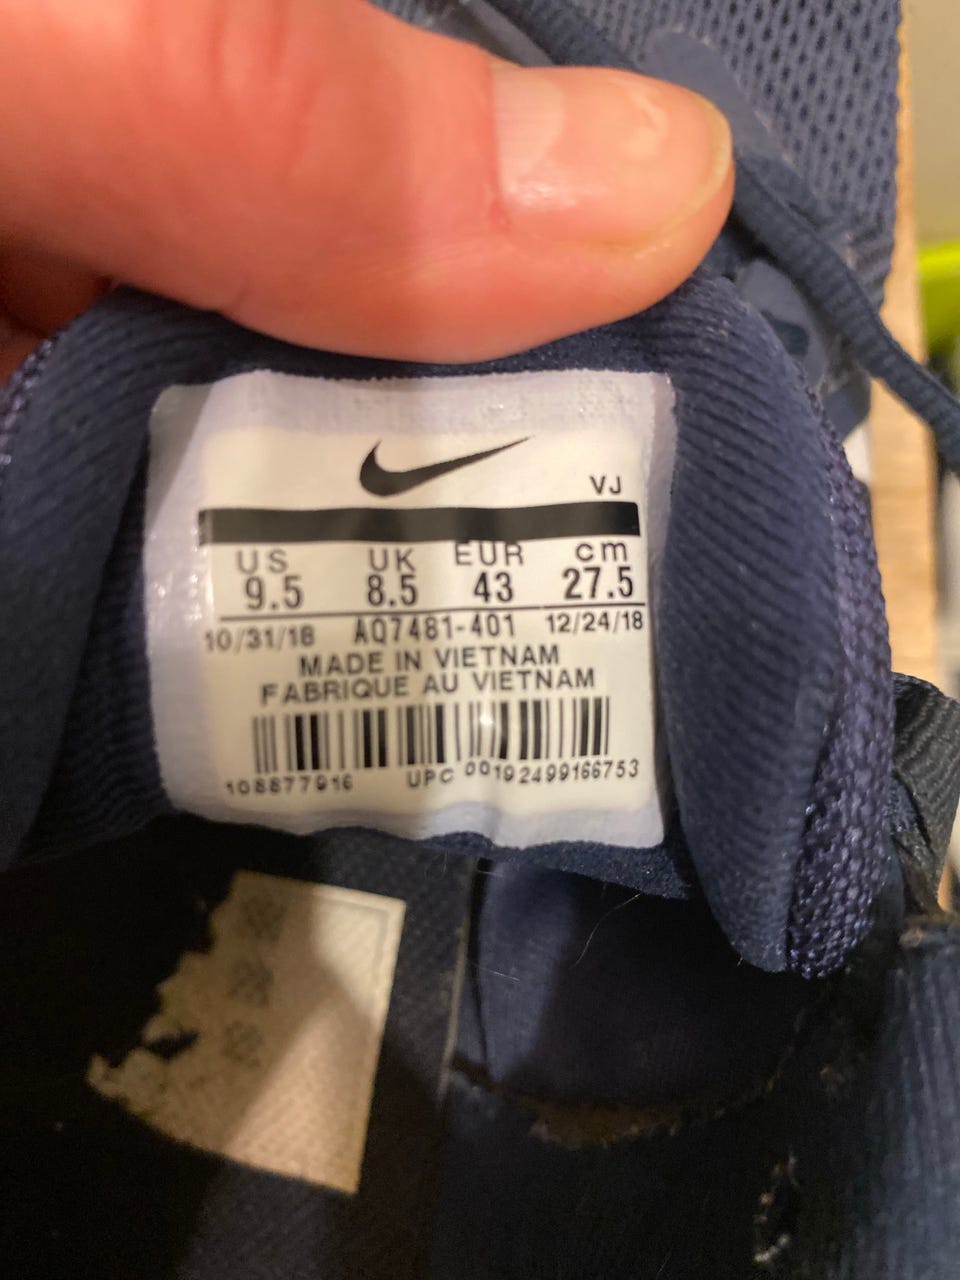 VJ
US UK EUR cm
9.5 8.5 43 27.5
10/31/18 AQ7481-401 12/24/18
MADE IN VIETNAM
FABRIQUE AU VIETNAM
108877916 UPC 00192499166753